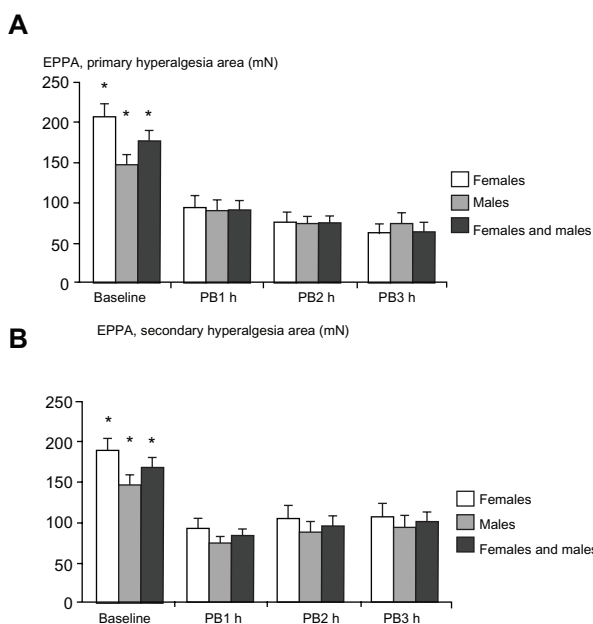 A
EPPA, primary hyperalgesia area (mN)
250
200
150
100
50
0
* * *
Baseline PB1 h PB2 h PB3 h
Females
Males
Females and males
B
EPPA, secondary hyperalgesia area (mN)
250
200
150
100
50
0
* * *
Baseline PB1 h PB2 h PB3 h
Females
Males
Females and males